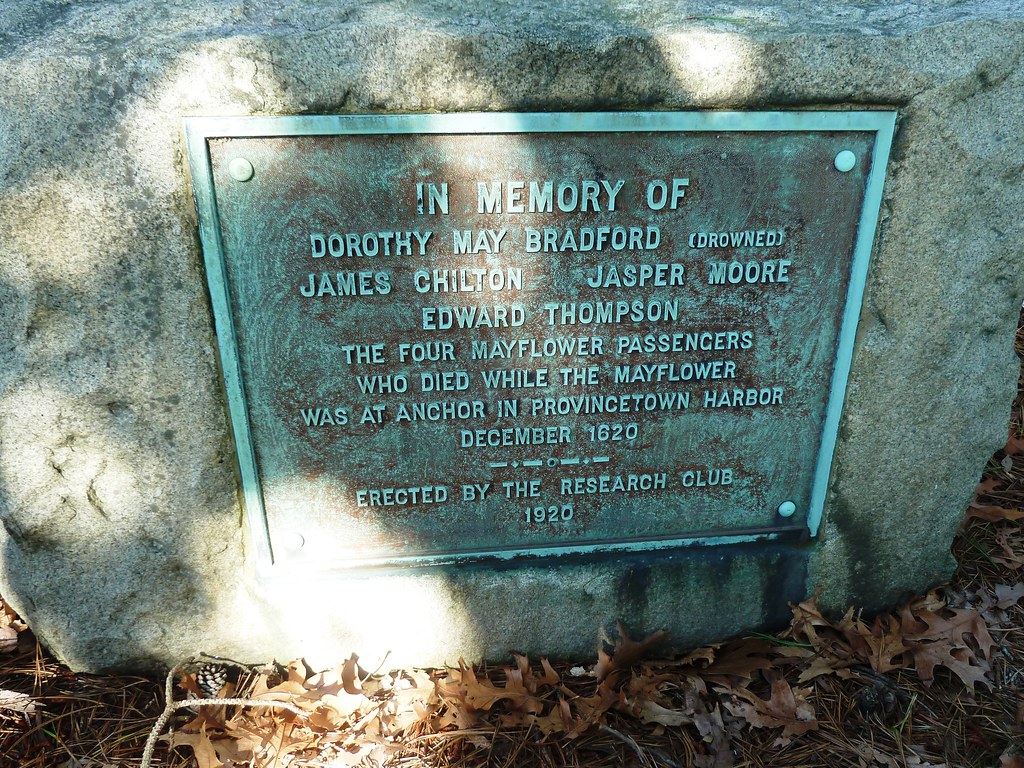 IN MEMORY OF
DOROTHY MAY BRADFORD (DROWNED)
JAMES CHILTON JASPER MOORE
EDWARD THOMPSON
THE FOUR MAYFLOWER PASSENGERS
WHO DIED WHILE THE MAYFLOWER
WAS AT ANCHOR IN PROVINCETOWN HARBOR
DECEMBER 1620
ERECTED BY THE RESEARCH CLUB
1920